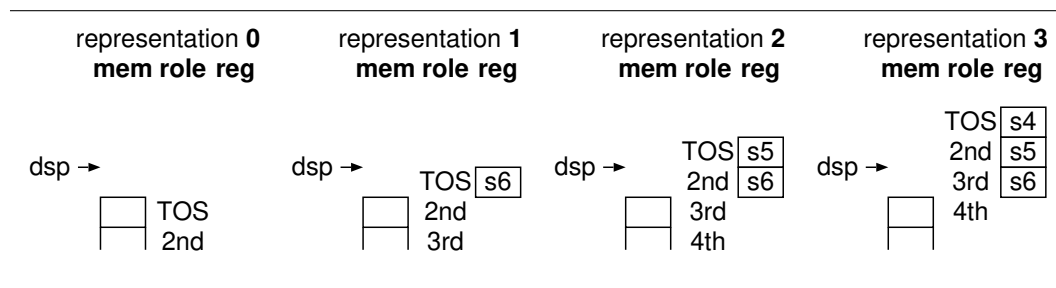 representation 0 representation 1 representation 2 representation 3
mem role reg mem role reg mem role reg mem role reg
TOS s4
TOS s5 2nd s5
dsp dsp TOS s6 dsp 2nd s6 dsp 3rd s6
TOS 2nd 3rd 4th
2nd 3rd 4th